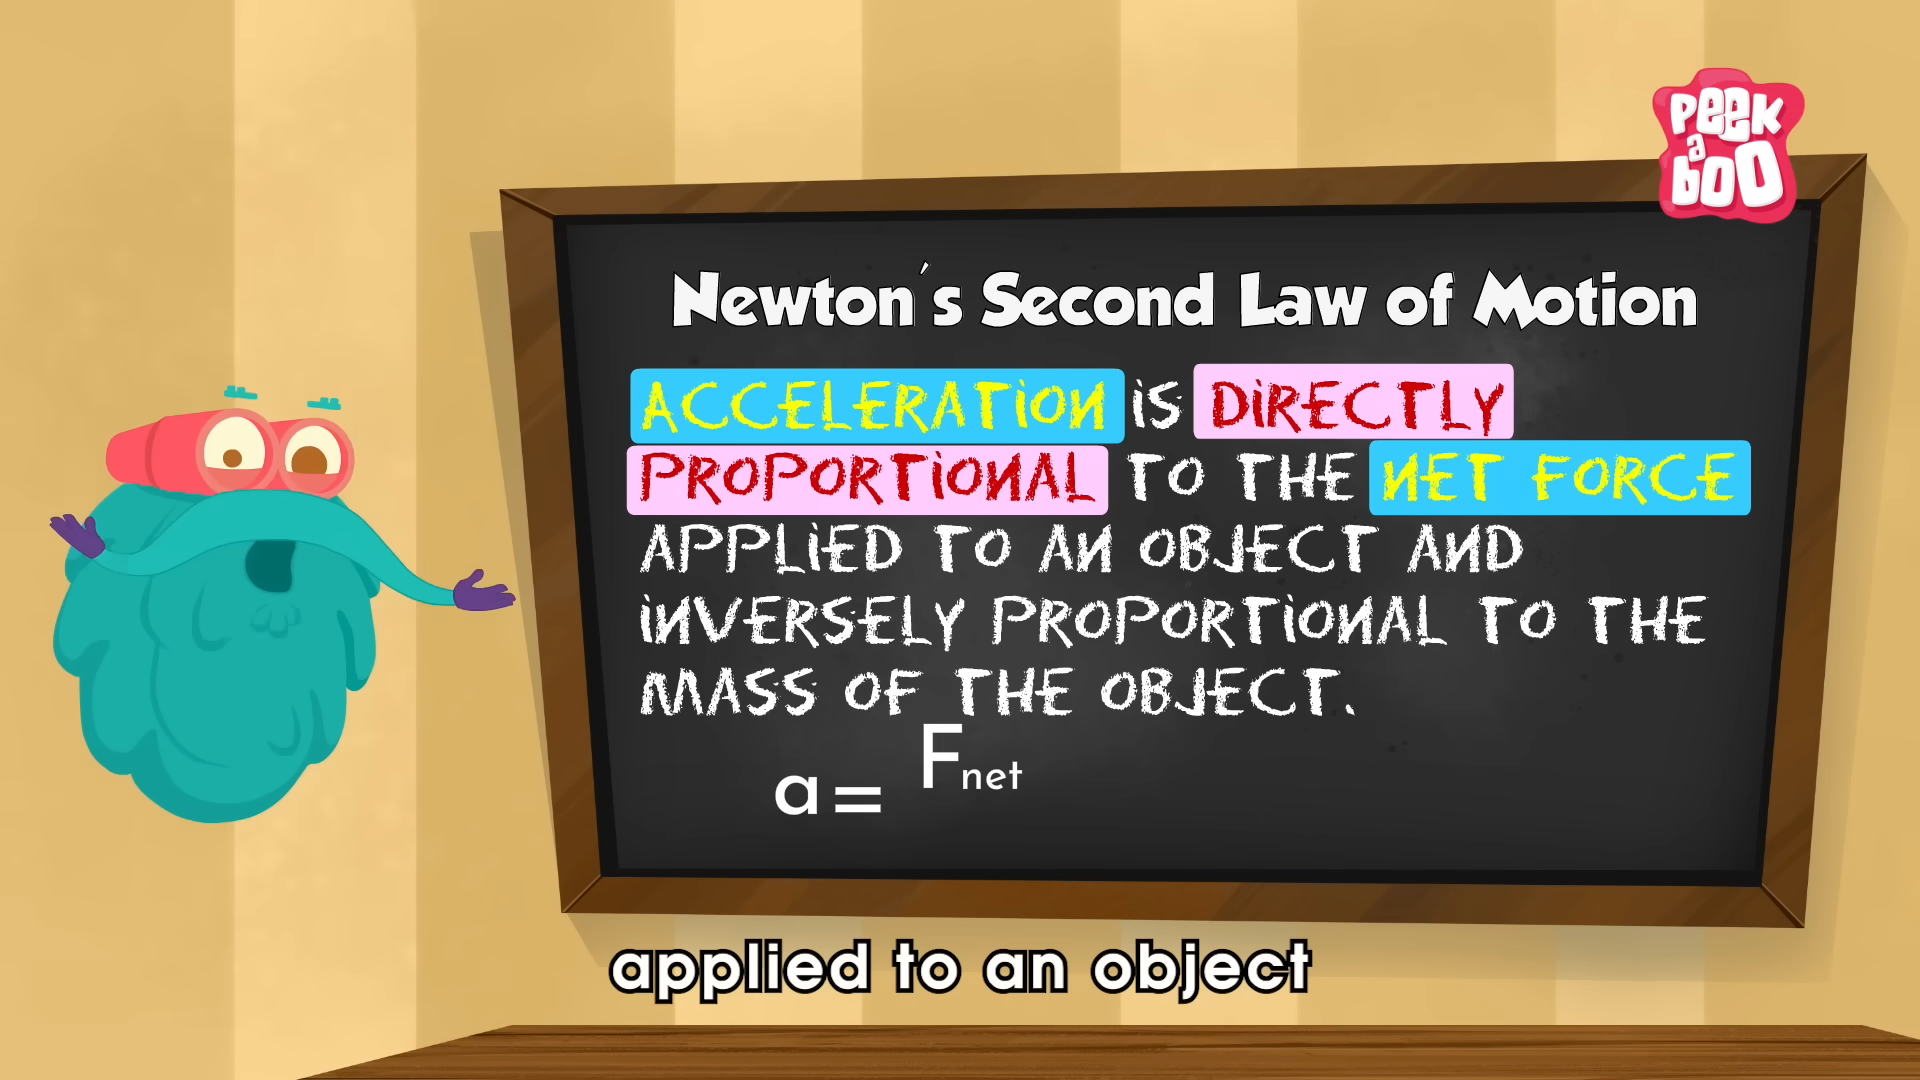 Peek
a
boo
Newton's Second Law of Motion
ACCELERATION IS DIRECTLY
PROPORTIONAL TO THE NET FORCE
APPLIED TO AN OBJECT AND
INVERSELY PROPORTIONAL TO THE
MASS OF THE OBJECT.
a = Fnet
applied to an object